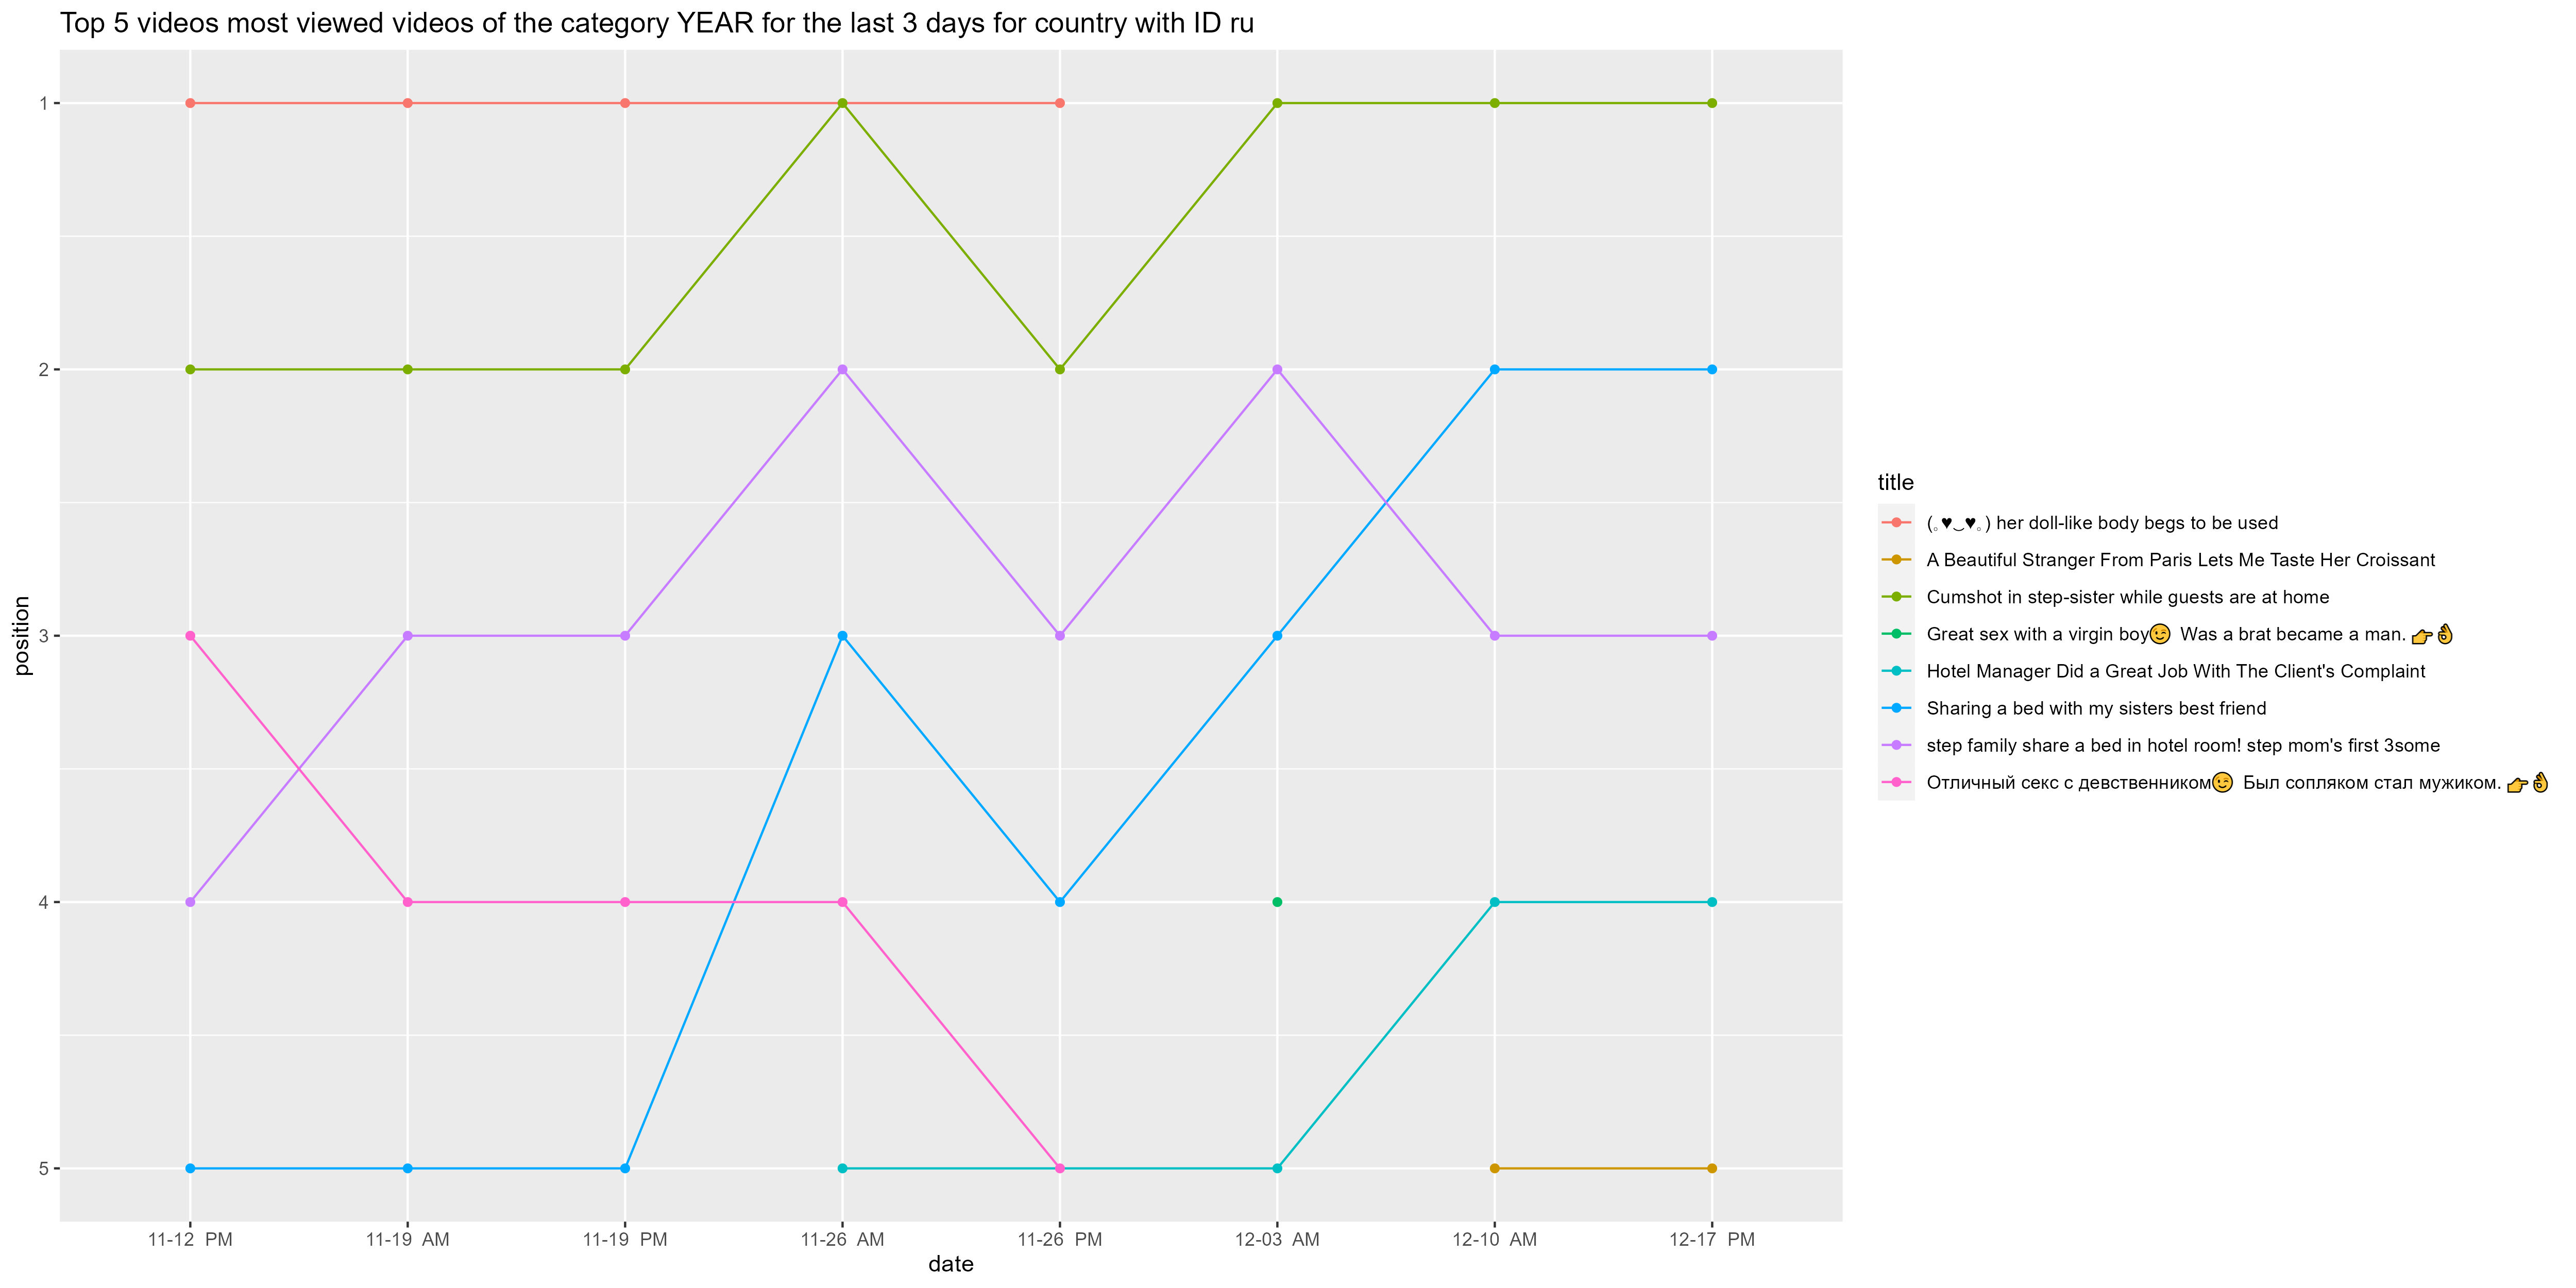 Top 5 videos most viewed videos of the category YEAR for the last 3 days for country with ID ru
position
1
2
3
4
5
11-12 PM
11-19 AM
11-19 PM
11-26 AM
11-26 PM
12-03 AM
12-10 AM
12-17 PM
date
title
(｡♥‿♥｡) her doll-like body begs to be used
A Beautiful Stranger From Paris Lets Me Taste Her Croissant
Cumshot in step-sister while guests are at home
Great sex with a virgin boy😉 Was a brat became a man. 👉👌
Hotel Manager Did a Great Job With The Client's Complaint
Sharing a bed with my sisters best friend
step family share a bed in hotel room! step mom's first 3some
Отличный секс с девственником😉 Был сопляком стал мужиком. 👉👌